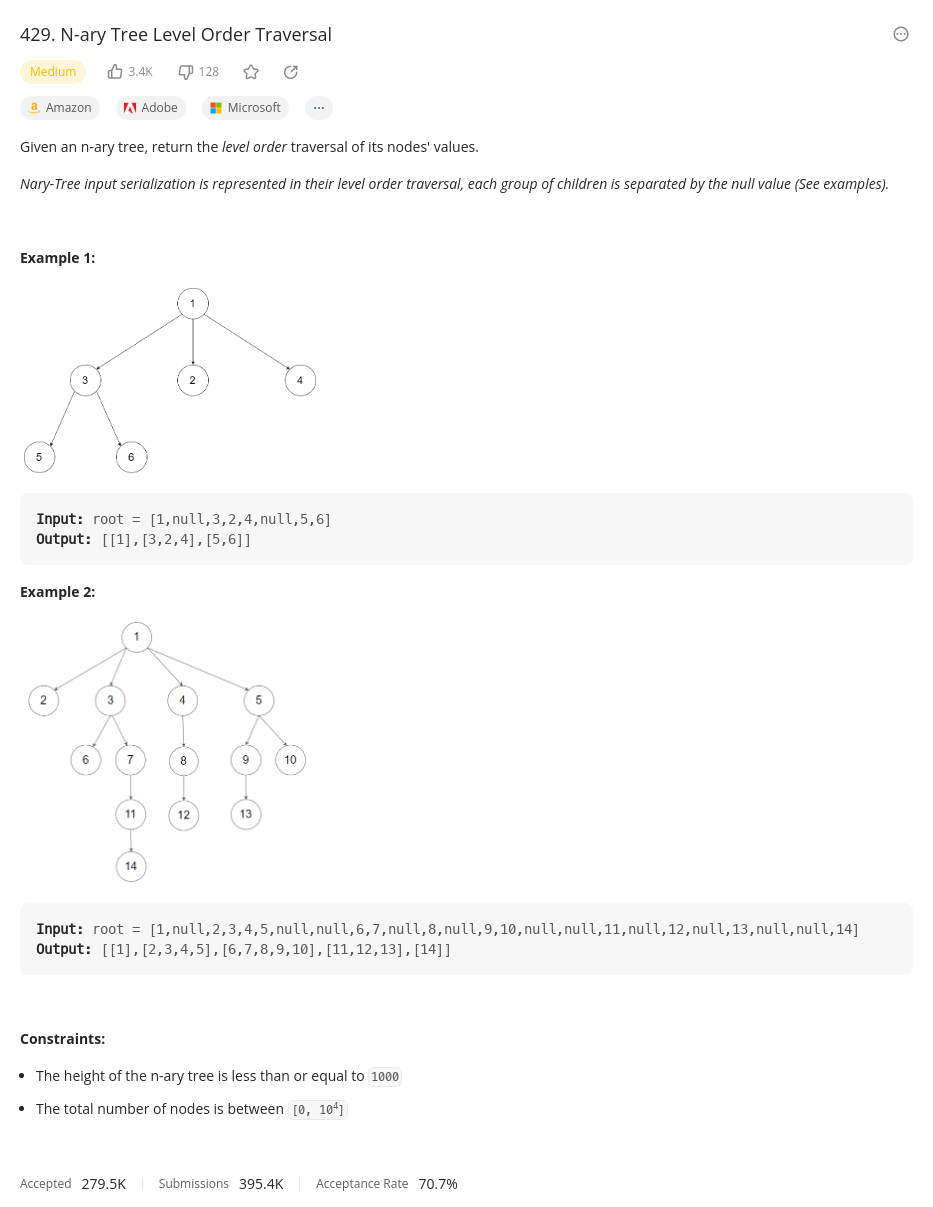 429. N-ary Tree Level Order Traversal
Medium 3.4K 128
Amazon Adobe Microsoft ...
Given an n-ary tree, return the level order traversal of its nodes' values.
Nary-Tree input serialization is represented in their level order traversal, each group of children is separated by the null value (See examples).
Example 1:
1
3 2 4
5 6
Input: root = [1,null,3,2,4,null,5,6]
Output: [[1],[3,2,4],[5,6]]
Example 2:
1
2 3 4 5
6 7 8 9 10
11 12 13
14
Input: root = [1,null,2,3,4,5,null,null,6,7,null,8,null,9,10,null,null,11,null,12,null,13,null,null,14]
Output: [[1],[2,3,4,5],[6,7,8,9,10],[11,12,13],[14]]
Constraints:
• The height of the n-ary tree is less than or equal to 1000
• The total number of nodes is between [0, 10⁴]
Accepted 279.5K Submissions 395.4K Acceptance Rate 70.7%